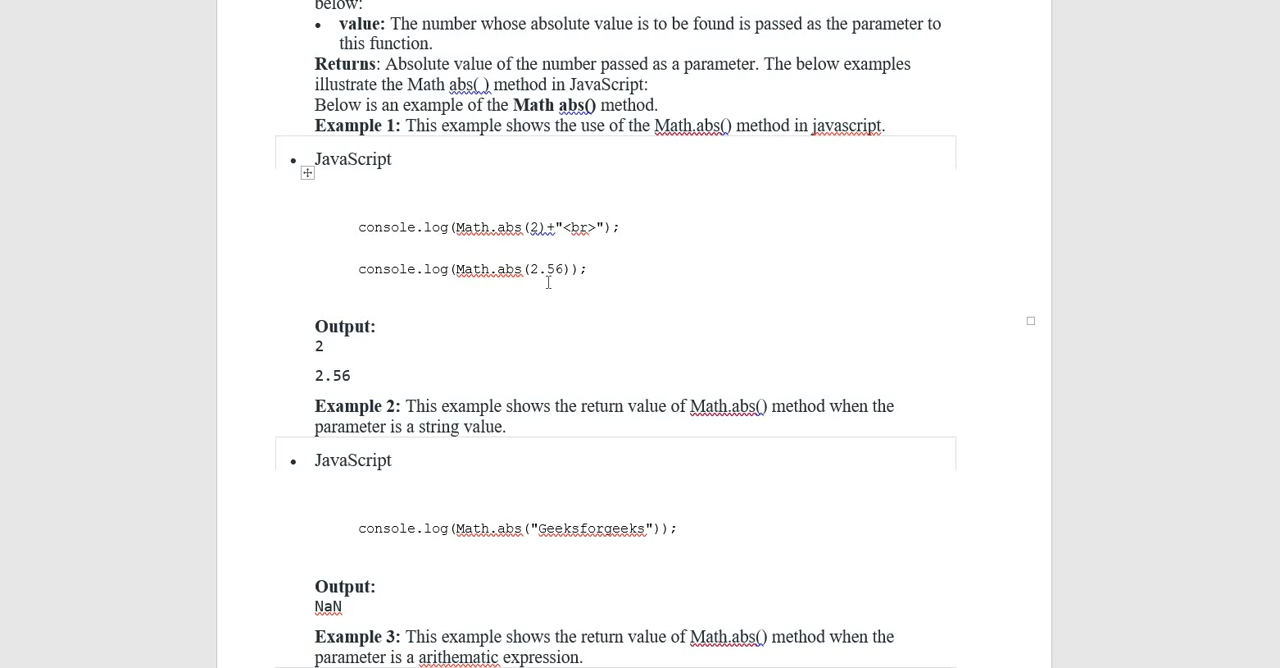 below:
• value: The number whose absolute value is to be found is passed as the parameter to
this function.
Returns: Absolute value of the number passed as a parameter. The below examples
illustrate the Math abs( ) method in JavaScript:
Below is an example of the Math abs() method.
Example 1: This example shows the use of the Math.abs() method in javascript.
• JavaScript
console.log(Math.abs(2)+"<br>");
console.log(Math.abs(2.56));
Output:
2
2.56
Example 2: This example shows the return value of Math.abs() method when the
parameter is a string value.
• JavaScript
console.log(Math.abs("Geeksforgeeks"));
Output:
NaN
Example 3: This example shows the return value of Math.abs() method when the
parameter is a arithematic expression.